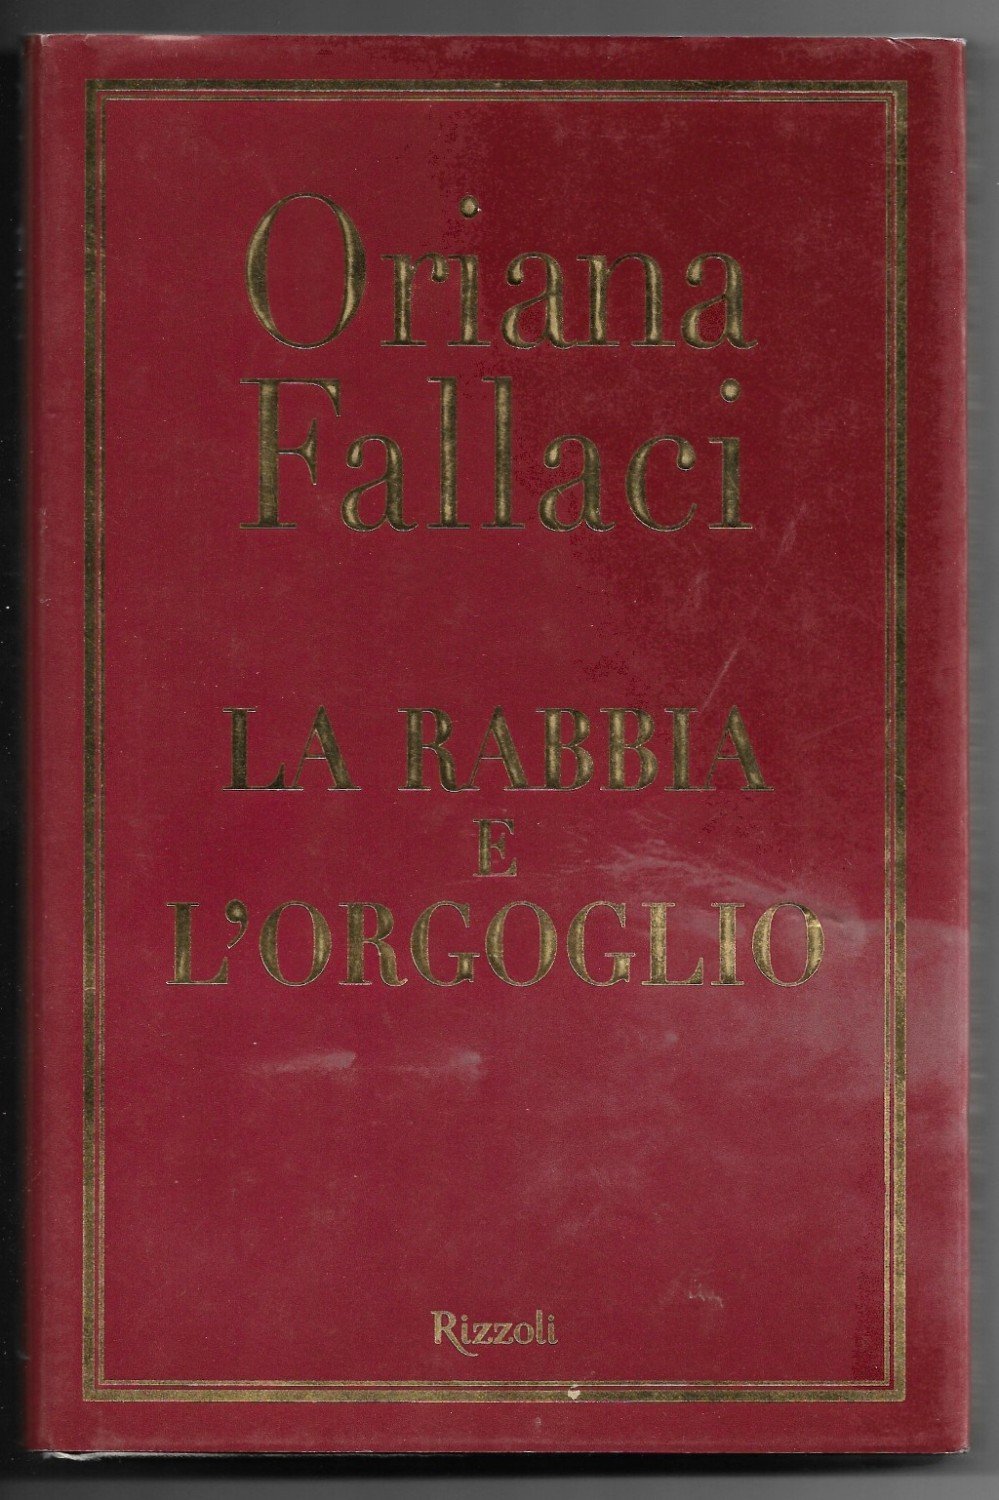 Oriana
Fallaci
LA RABBIA
E
L'ORGOGLIO
Rizzoli